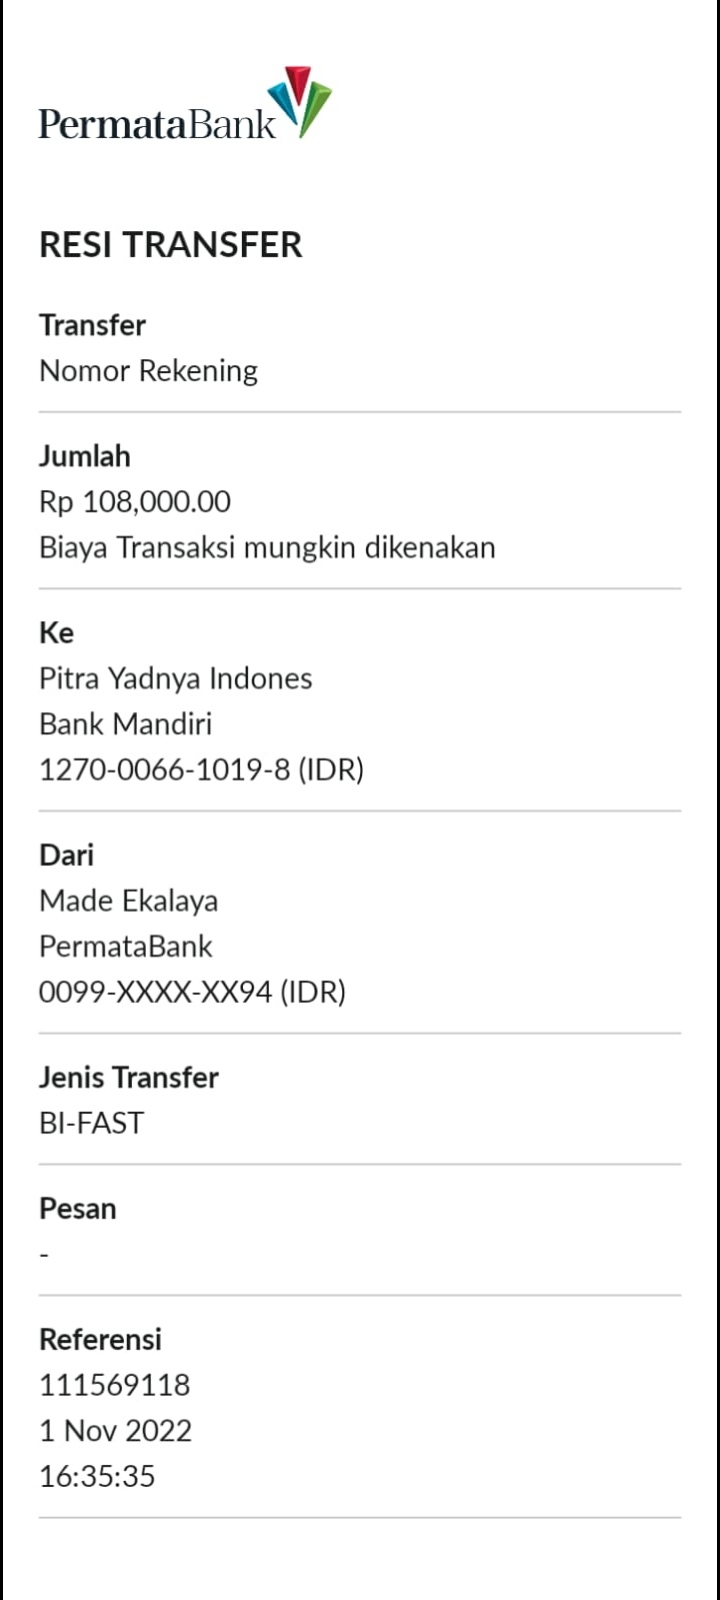 PermataBank
RESI TRANSFER
Transfer
Nomor Rekening
Jumlah
Rp 108,000.00
Biaya Transaksi mungkin dikenakan
Ke
Pitra Yadnya Indones
Bank Mandiri
1270-0066-1019-8 (IDR)
Dari
Made Ekalaya
PermataBank
0099-XXXX-XX94 (IDR)
Jenis Transfer
BI-FAST
Pesan
-
Referensi
111569118
1 Nov 2022
16:35:35